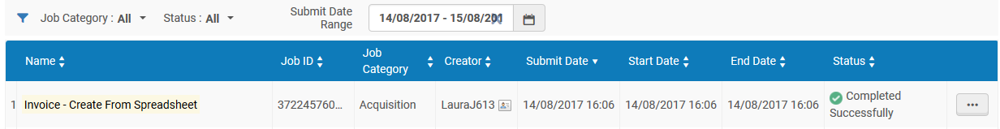 Job Category : All Status : All Submit Date Range 14/08/2017 - 15/08/201
Name Job ID Job Category Creator Submit Date Start Date End Date Status
1 Invoice - Create From Spreadsheet 372245760... Acquisition LauraJ613 14/08/2017 16:06 14/08/2017 16:06 14/08/2017 16:06 Completed Successfully ...